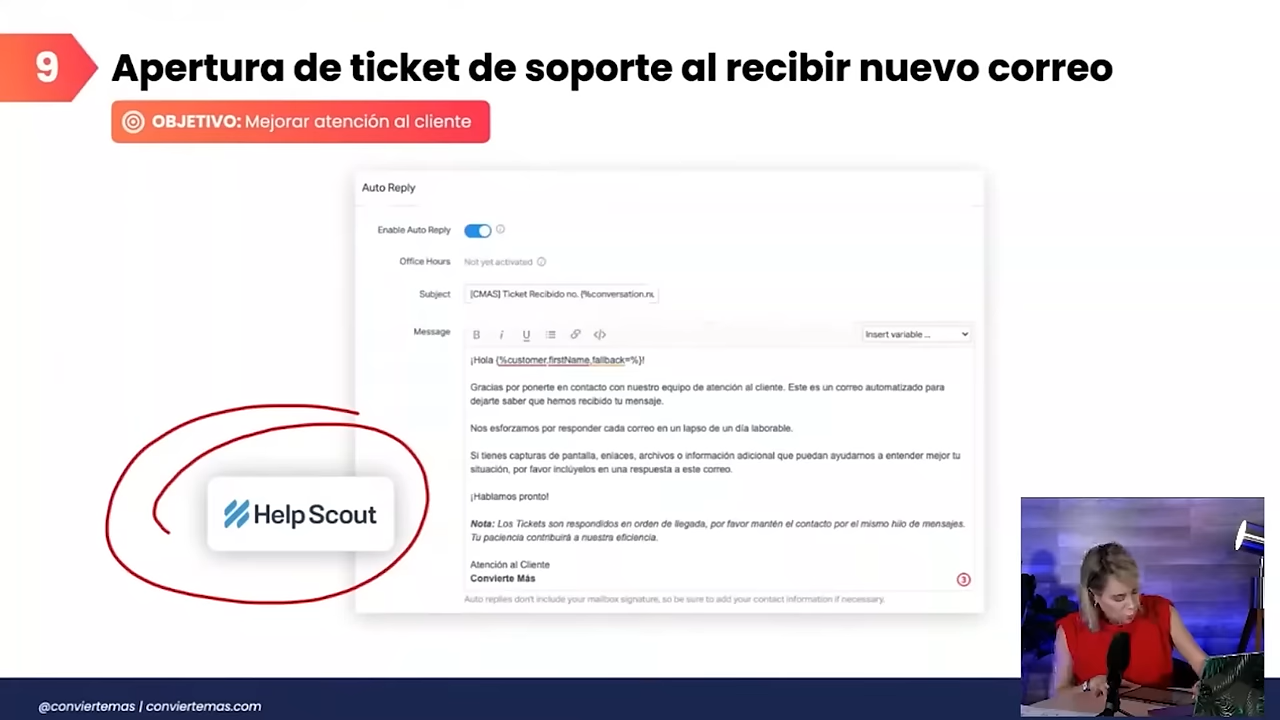 9
Apertura de ticket de soporte al recibir nuevo correo
OBJETIVO: Mejorar atención al cliente
Auto Reply
Enable Auto Reply
Office Hours
Not yet activated
Subject
[CMAS] Ticket Recibido no. {%conversation.nu
Message
B i U
Insert variable ...
¡Hola {%customer.firstName,fallback=%}!
Gracias por ponerte en contacto con nuestro equipo de atención al cliente. Este es un correo automatizado para
dejarte saber que hemos recibido tu mensaje.
Nos esforzamos por responder cada correo en un lapso de un día laborable.
Si tienes capturas de pantalla, enlaces, archivos o información adicional que puedan ayudarnos a entender mejor tu
situación, por favor inclúyelos en una respuesta a este correo.
¡Hablamos pronto!
Nota: Los Tickets son respondidos en orden de llegada, por favor mantén el contacto por el mismo hilo de mensajes.
Tu paciencia contribuirá a nuestra eficiencia.
Atención al Cliente
Convierte Más
3
Auto replies don't include your mailbox signature, so be sure to add your contact information if necessary.
Help Scout
@conviertemas | conviertemas.com